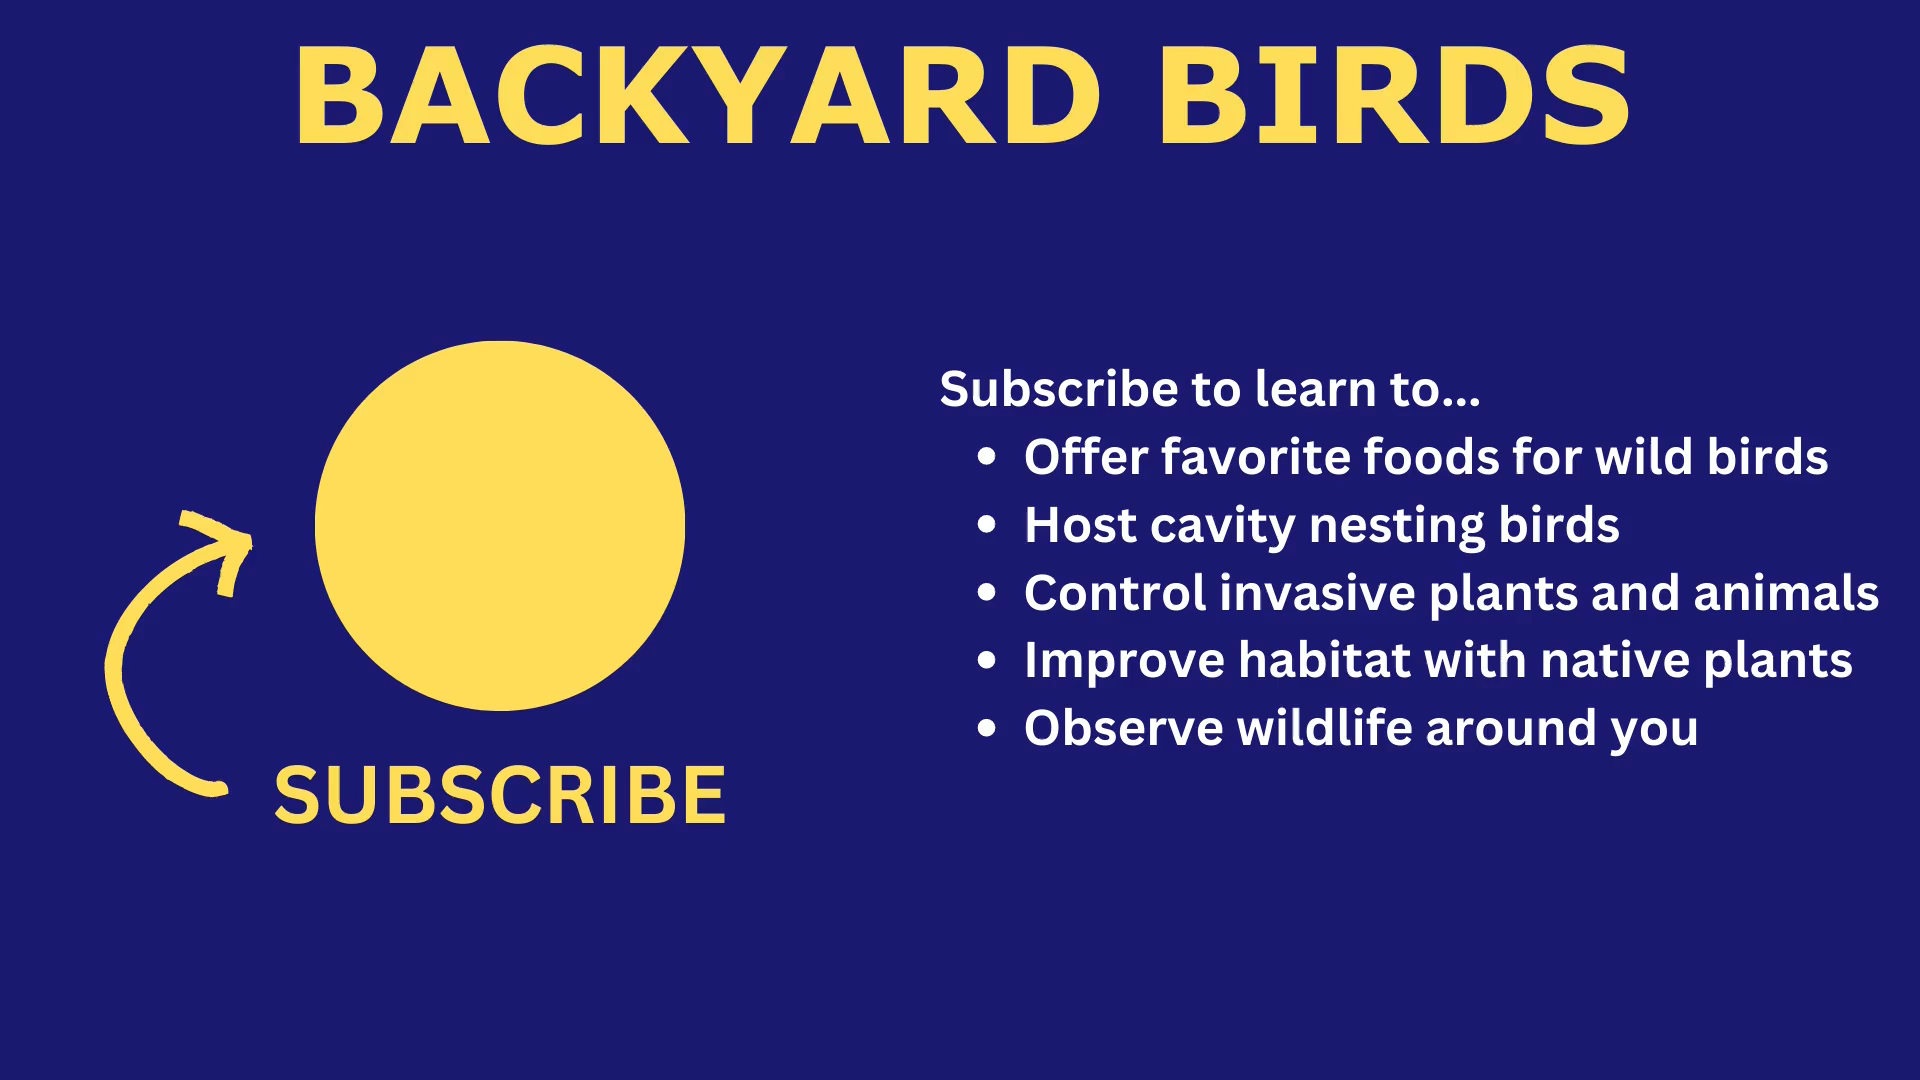 BACKYARD BIRDS
Subscribe to learn to...
• Offer favorite foods for wild birds
• Host cavity nesting birds
• Control invasive plants and animals
• Improve habitat with native plants
• Observe wildlife around you
SUBSCRIBE